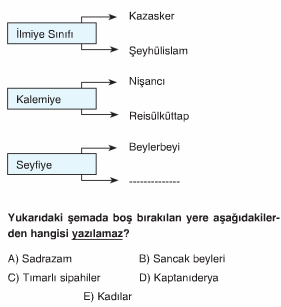 Kazasker
İlmiye Sınıfı
Şeyhülislam
Nişancı
Kalemiye
Reisülküttap
Beylerbeyi
Seyfiye
--------------
Yukarıdaki şemada boş bırakılan yere aşağıdakiler-
den hangisi yazılamaz?
A) Sadrazam B) Sancak beyleri
C) Tımarlı sipahiler D) Kaptanıderya
E) Kadılar